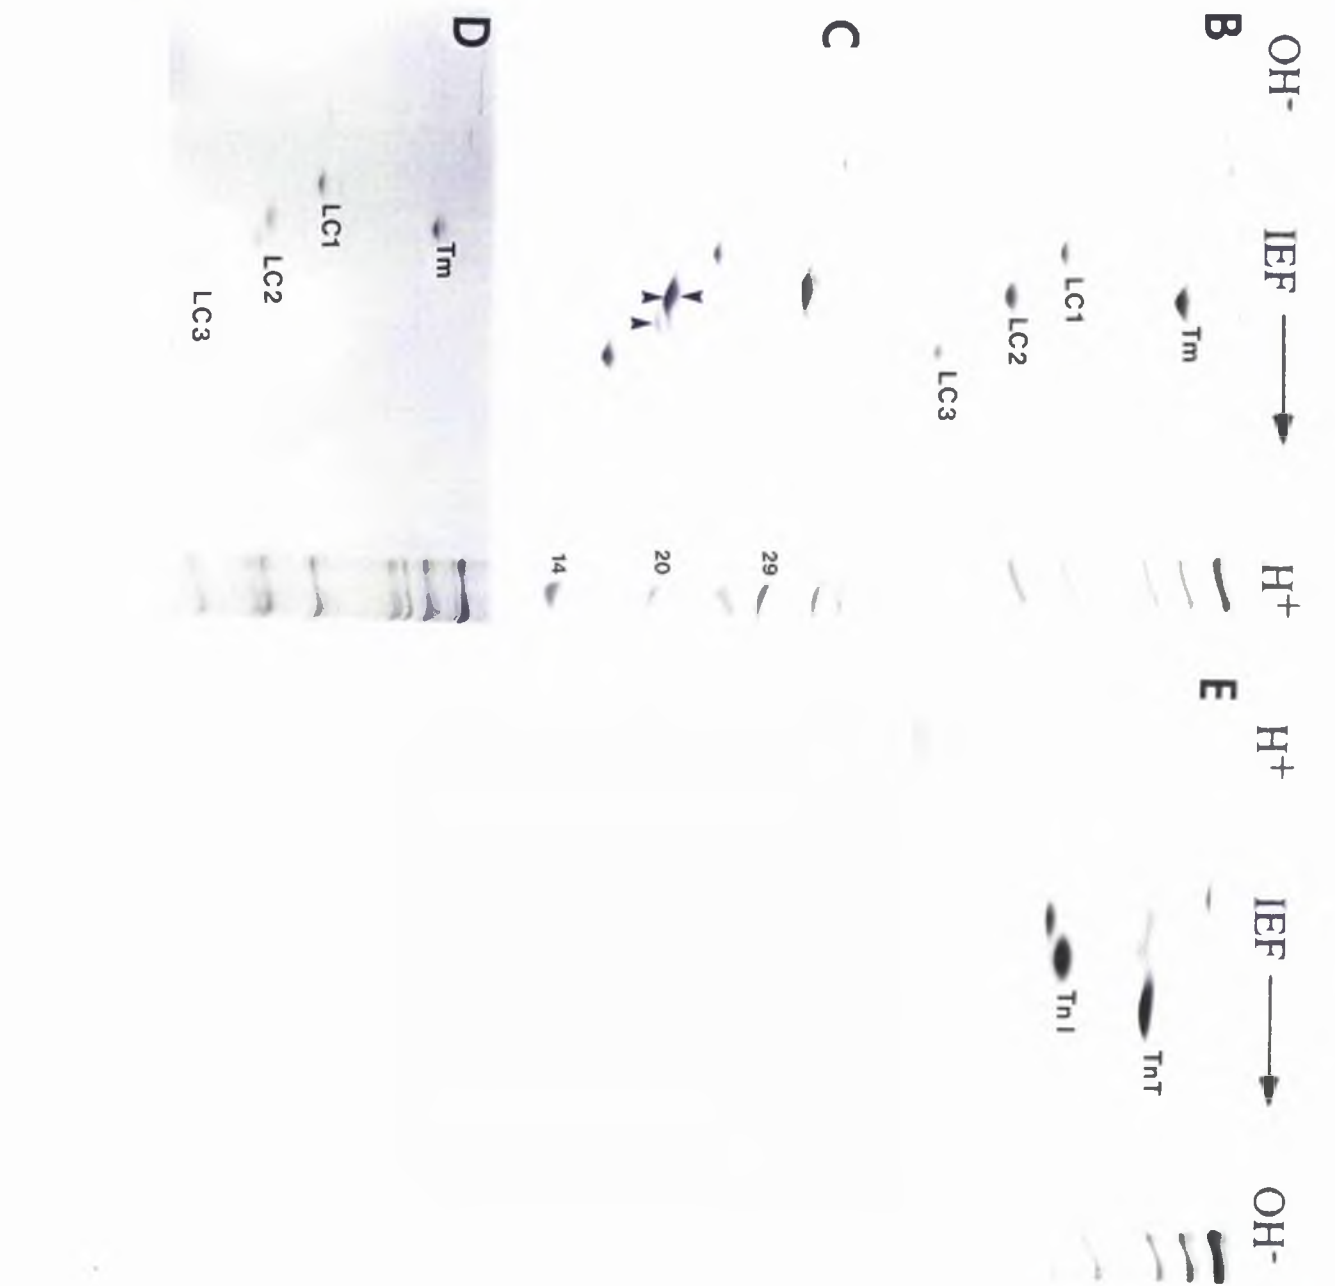 OH- IEF H+
B
Tm
LC1
LC2
LC3
C
29
20
14
D
Tm
LC1
LC2
LC3
H+ IEF OH-
E
TnT
TnI